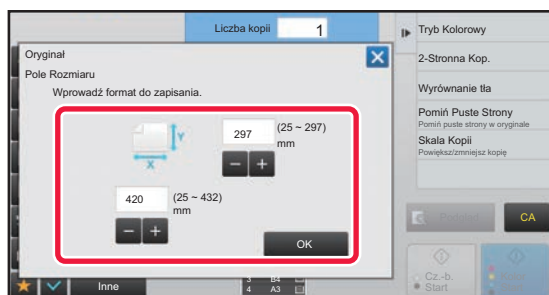 Liczba kopii 1
Oryginał
Pole Rozmiaru
Wprowadź format do zapisania.
Y
X
297 (25 ~ 297)
mm
420 (25 ~ 432)
mm
OK
Tryb Kolorowy
2-Stronna Kop.
Wyrównanie tła
Pomiń Puste Strony
Pomiń puste strony w oryginale
Skala Kopii
Powiększ/zmniejsz kopię
CA
Cz.-b.
Start
Inne
3 B4
4 A3